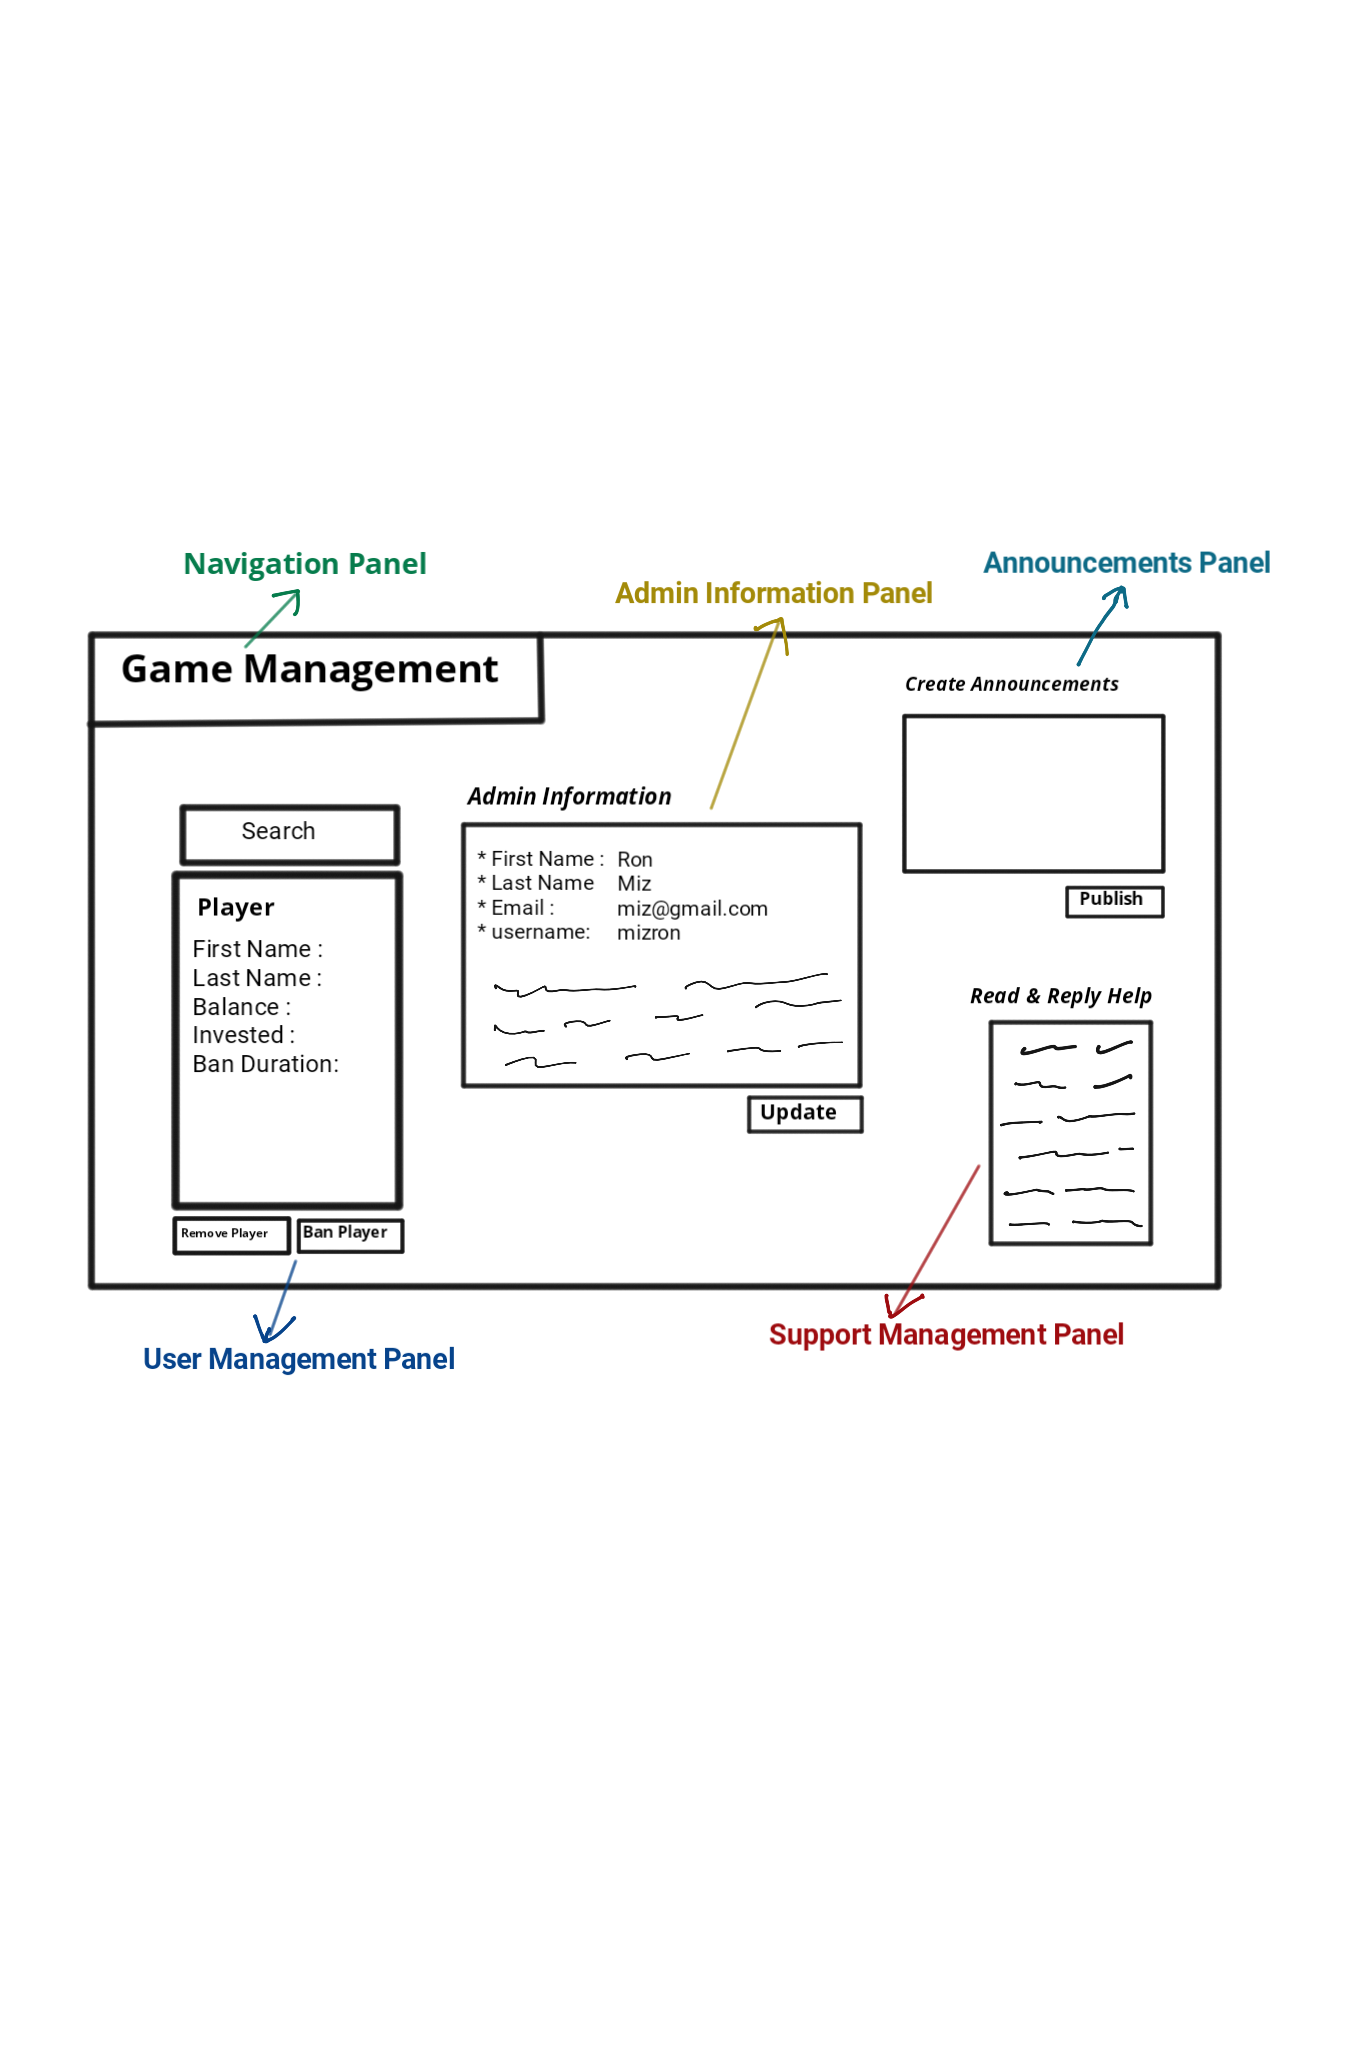 Navigation Panel
Admin Information Panel
Announcements Panel
Game Management
Create Announcements
Publish
Search
Player
First Name :
Last Name :
Balance :
Invested :
Ban Duration:
Remove Player
Ban Player
Admin Information
* First Name : Ron
* Last Name Miz
* Email : miz@gmail.com
* username: mizron
Update
Read & Reply Help
User Management Panel
Support Management Panel